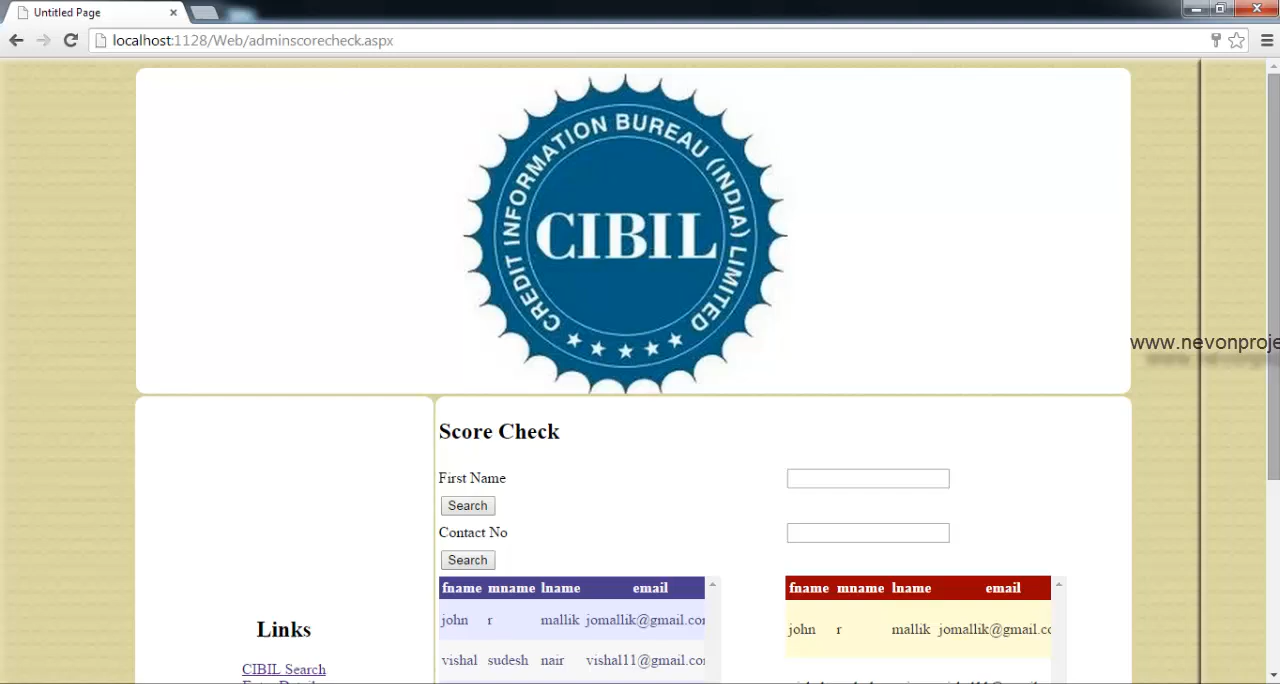 Untitled Page
localhost:1128/Web/adminscorecheck.aspx
CREDIT INFORMATION BUREAU (INDIA) LIMITED
CIBIL
www.nevonproje
Score Check
First Name
Search
Contact No
Search
fname mname lname email
john r mallik jomallik@gmail.cor
vishal sudesh nair vishal11@gmail.com
fname mname lname email
john r mallik jomallik@gmail.co
Links
CIBIL Search